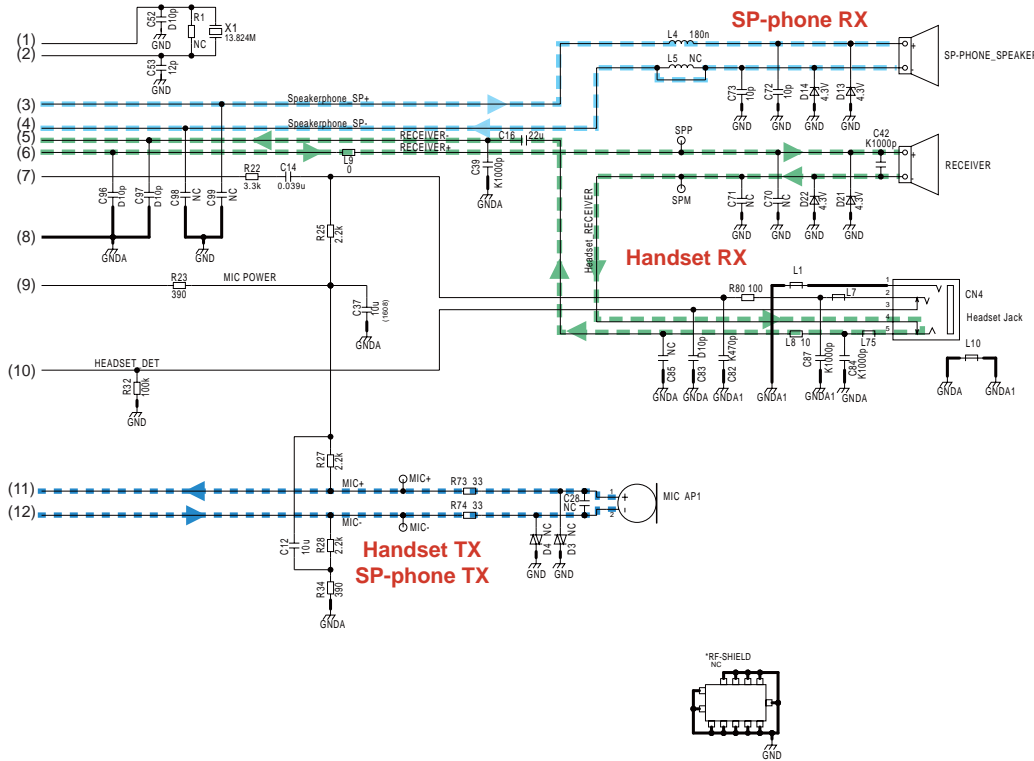 SP-phone RX
C52
D10p
R1
NC
X1
13.824M
GND
C53
12p
GND
(1)
(2)
(3)
(4)
(5)
(6)
(7)
(8)
(9)
(10)
(11)
(12)
L4 180n
L5 NC
SP-PHONE_SPEAKER
+
-
C73
10p
C72
10p
D14
4.3V
D13
4.3V
GND
GND
GND
GND
Speakerphone_SP+
Speakerphone_SP-
RECEIVER-
RECEIVER+
C16 22u
L9
0
C39
K1000p
GNDA
SPP
SPM
C42
K1000p
RECEIVER
+
-
C71
NC
C70
NC
D22
4.3V
D21
4.3V
GND
GND
GND
GND
R22
3.3k
C14
0.039u
C96
D10p
C97
D10p
C98
NC
C99
NC
GNDA
GND
R25
2.2k
Headset_RECEIVER
Handset RX
R23
390
MIC POWER
C37
10u
(1608)
GNDA
L1
R80 100
L7
1
2
3
4
5
CN4
Headset Jack
L8 10
L75
L10
C85
NC
C83
D10p
C82
K470p
C87
K1000p
C84
K1000p
GNDA
GNDA
GNDA1
GNDA1
GNDA1
GNDA
GNDA
GNDA1
HEADSET_DET
R32
100k
GND
R27
2.2k
MIC+
MIC+
R73 33
R74 33
MIC-
MIC-
C28
NC
1
+
-
2
MIC AP1
C12
10u
R28
2.2k
R34
390
GNDA
Handset TX
SP-phone TX
D4 NC
D3 NC
GND
GND
*RF-SHIELD
NC
GND